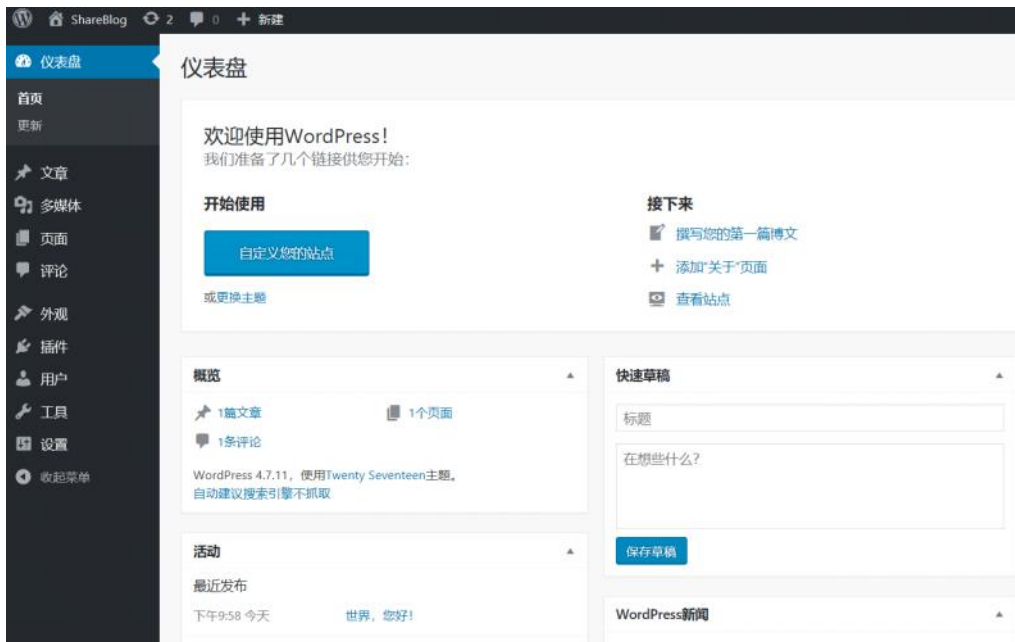 ShareBlog 2 0 新建
仪表盘
首页
更新
文章
多媒体
页面
评论
外观
插件
用户
工具
设置
收起菜单
仪表盘
欢迎使用WordPress!
我们准备了几个链接供您开始：
开始使用
自定义您的站点
或更换主题
接下来
撰写您的第一篇博文
添加“关于”页面
查看站点
概览
1篇文章 1个页面
1条评论
WordPress 4.7.11，使用Twenty Seventeen主题。
自动建议搜索引擎不抓取
活动
最近发布
下午9:58 今天 世界，您好！
快速草稿
标题
在想些什么？
保存草稿
WordPress新闻